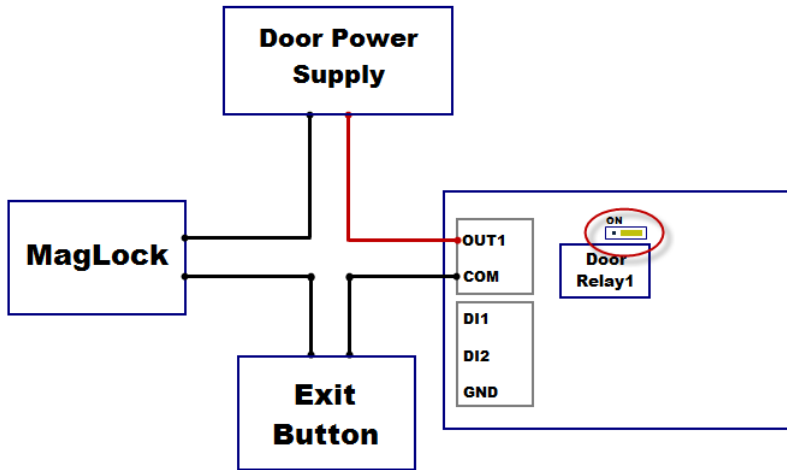 Door Power
Supply
MagLock
ON
OUT1
COM
Door
Relay1
DI1
DI2
GND
Exit
Button